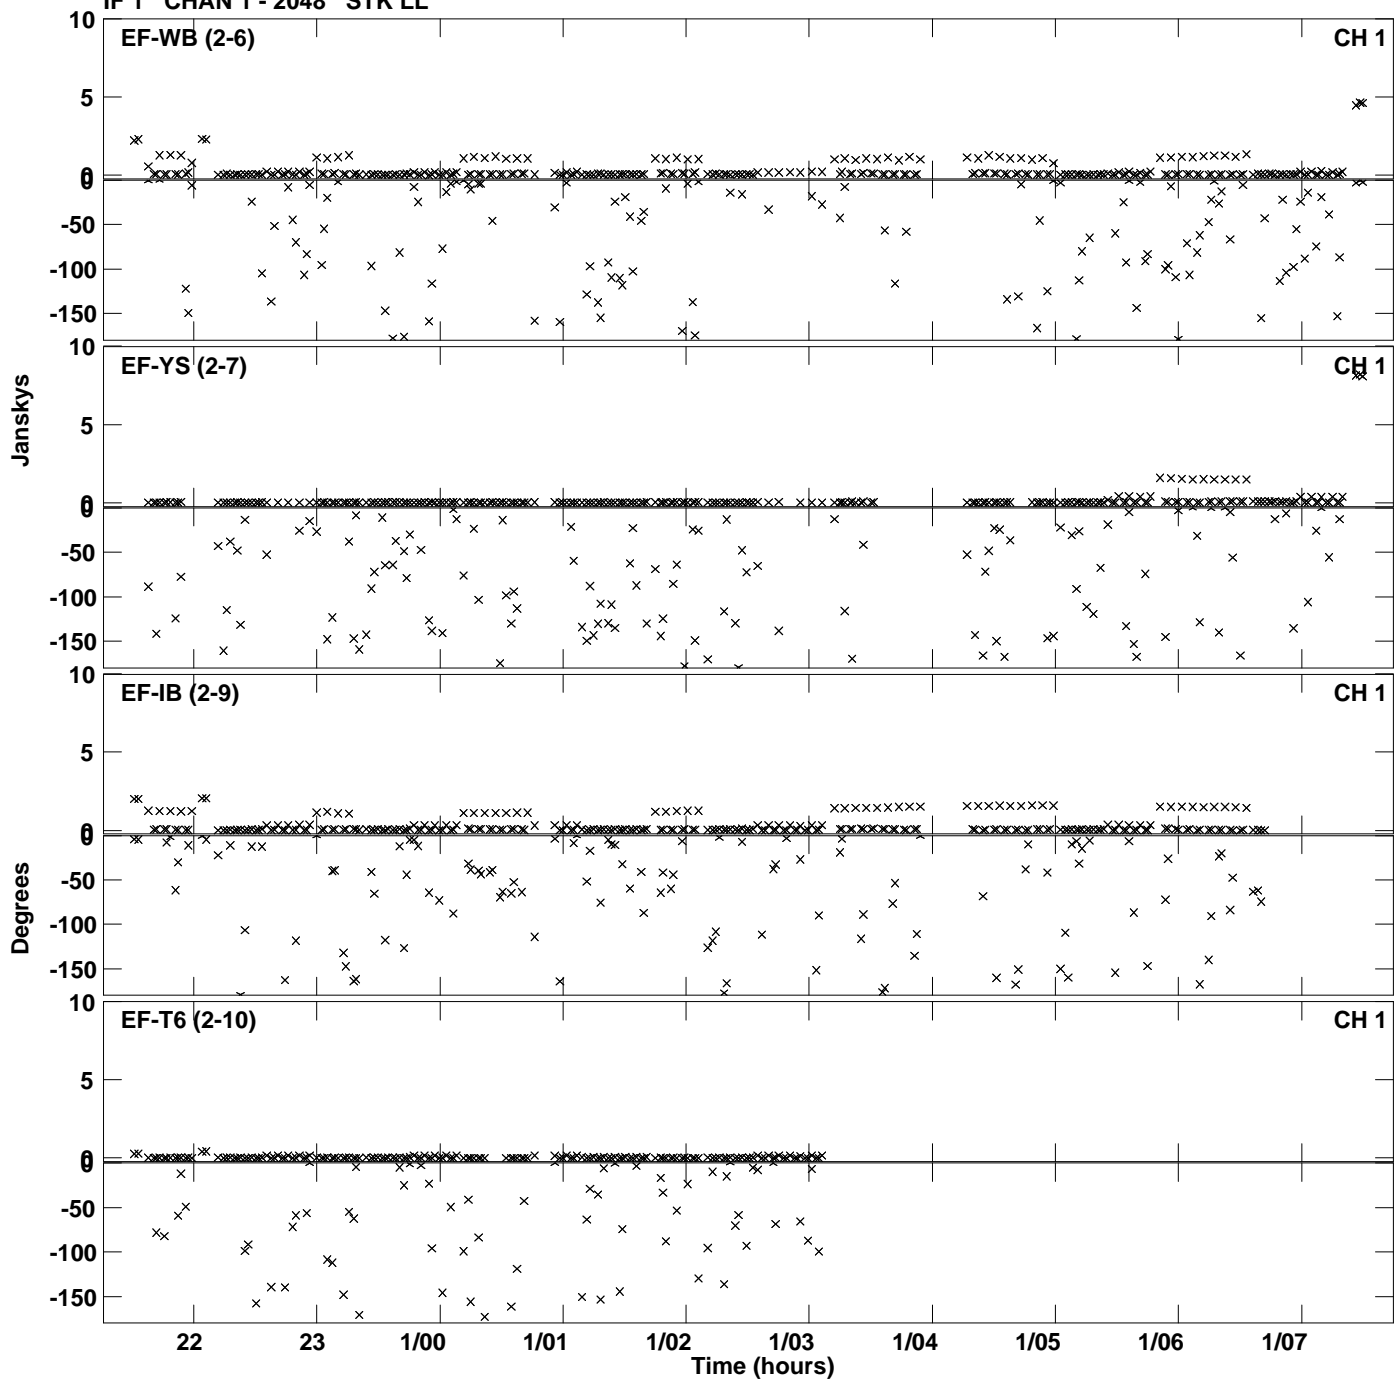 IF 1 CHAN 1 - 2048 STK LL
10
EF-WB (2-6)
CH 1
5
0
0
-50
-100
-150
10
EF-YS (2-7)
CH 1
5
0
0
-50
-100
-150
10
EF-IB (2-9)
CH 1
5
0
0
-50
-100
-150
10
EF-T6 (2-10)
CH 1
5
0
0
-50
-100
-150
Janskys
Degrees
22 23 1/00 1/01 1/02 1/03 1/04 1/05 1/06 1/07
Time (hours)